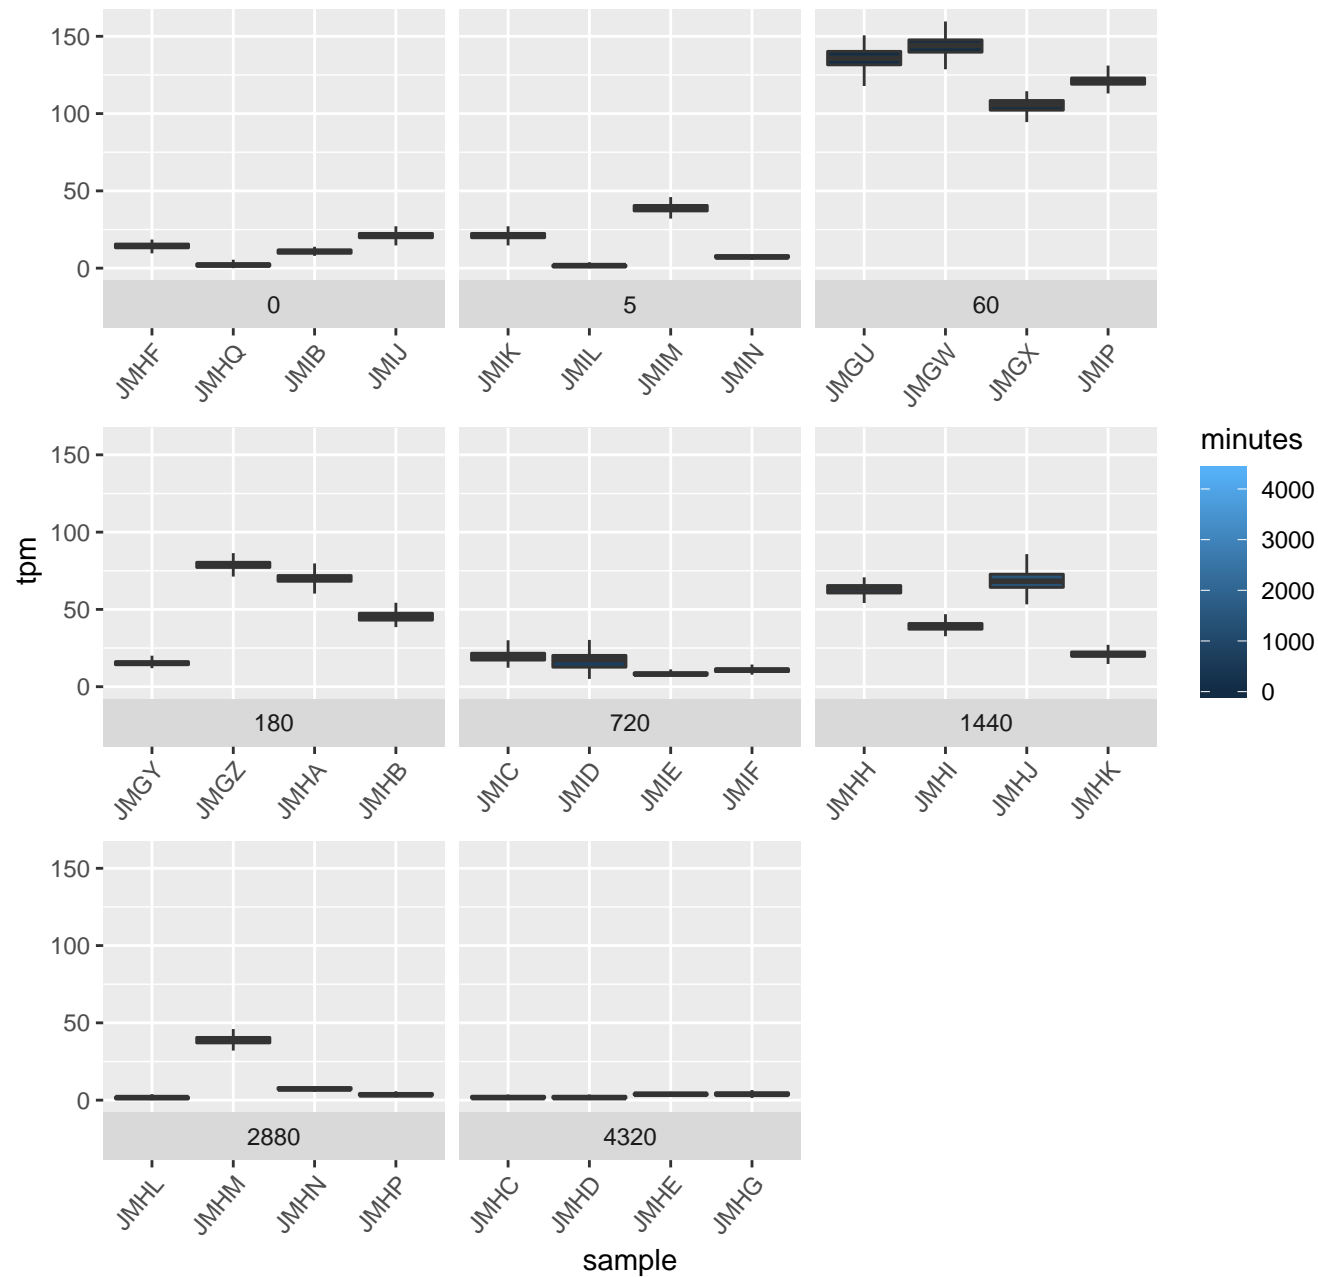 150
100
50
0
0
5
60
JMHF
JMHQ
JMIB
JMIJ
JMIK
JMIL
JMIM
JMIN
JMGU
JMGW
JMGX
JMIP
tpm
150
100
50
0
180
720
1440
JMGY
JMGZ
JMHA
JMHB
JMIC
JMID
JMIE
JMIF
JMHH
JMHI
JMHJ
JMHK
150
100
50
0
2880
4320
JMHL
JMHM
JMHN
JMHP
JMHC
JMHD
JMHE
JMHG
sample
minutes
4000
3000
2000
1000
0